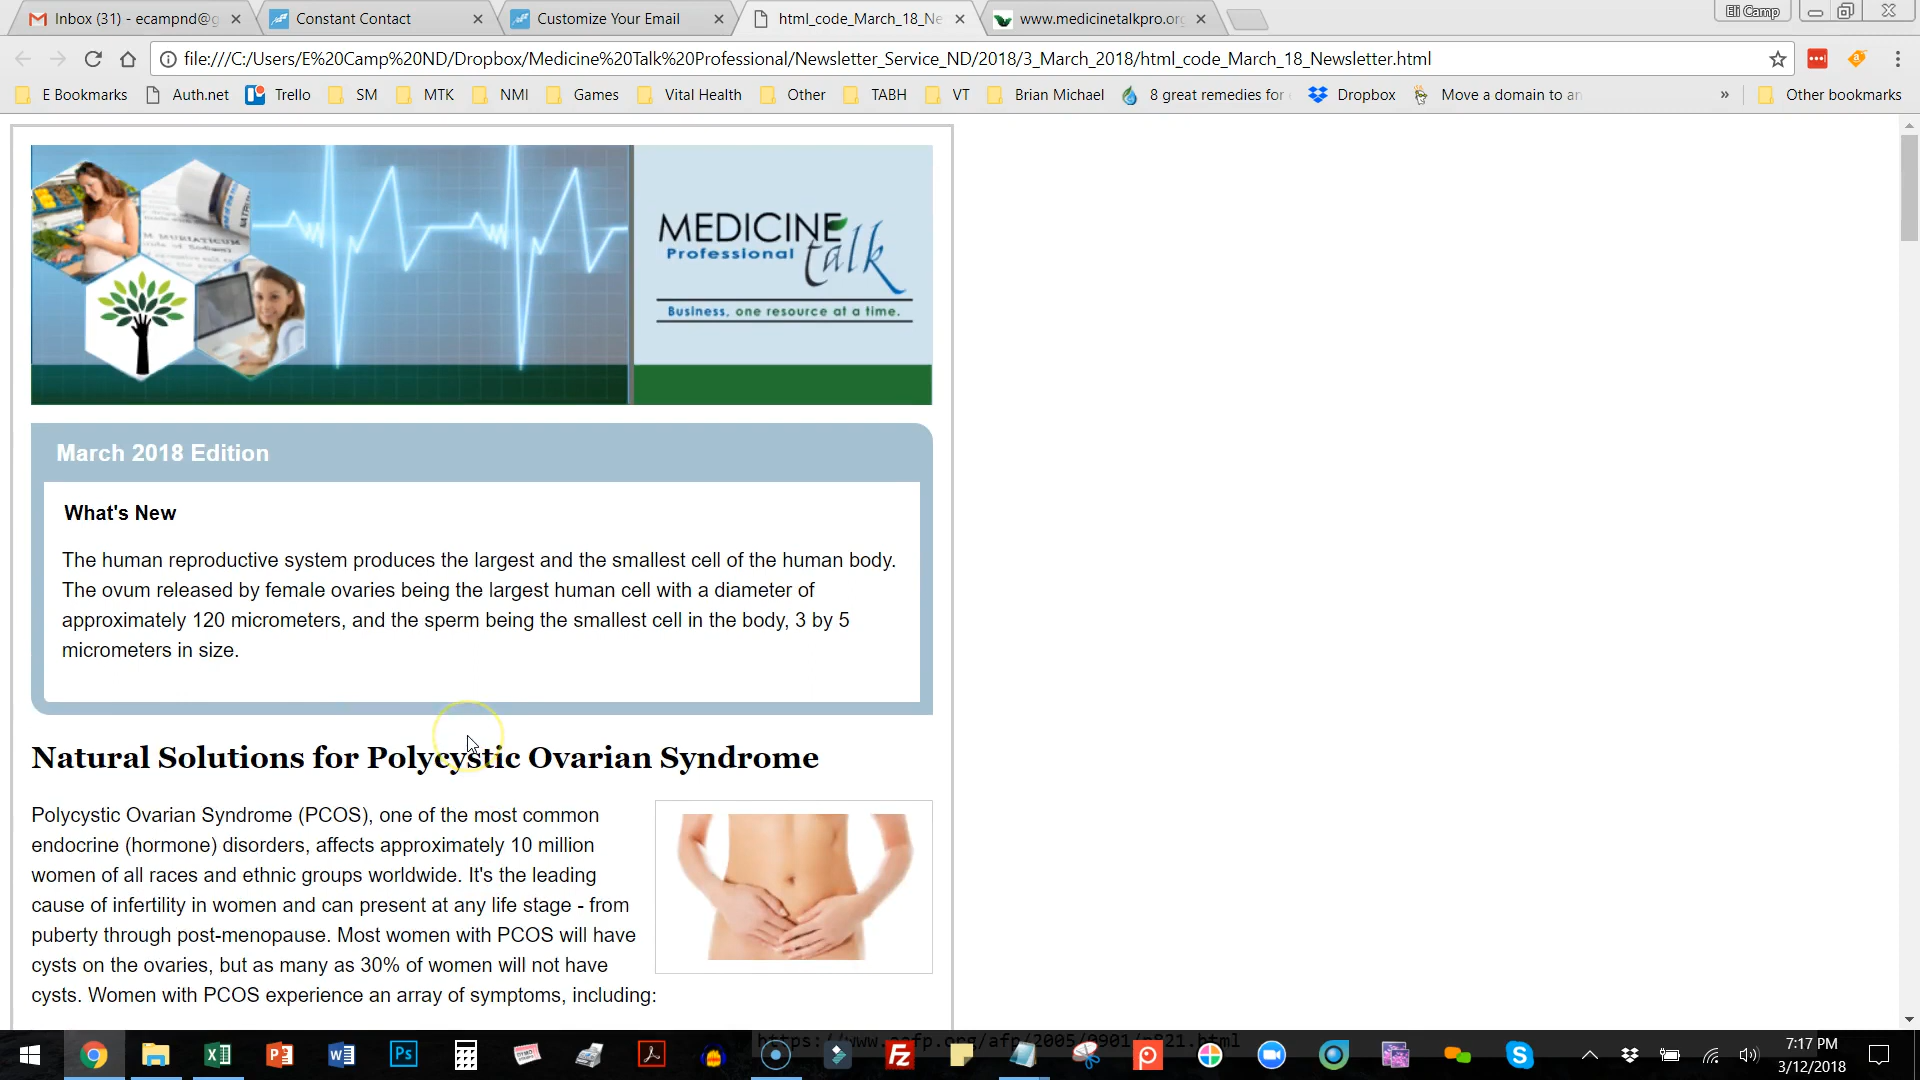 Inbox (31) - ecampnd@g
Constant Contact
Customize Your Email
html_code_March_18_Ne
www.medicinetalkpro.org
Eli Camp
file:///C:/Users/E%20Camp%20ND/Dropbox/Medicine%20Talk%20Professional/Newsletter_Service_ND/2018/3_March_2018/html_code_March_18_Newsletter.html
E Bookmarks
Auth.net
Trello
SM
MTK
NMI
Games
Vital Health
Other
TABH
VT
Brian Michael
8 great remedies for
Dropbox
Move a domain to an
»
Other bookmarks
MEDICINE
Professional talk
Business, one resource at a time.
March 2018 Edition
What's New
The human reproductive system produces the largest and the smallest cell of the human body.
The ovum released by female ovaries being the largest human cell with a diameter of
approximately 120 micrometers, and the sperm being the smallest cell in the body, 3 by 5
micrometers in size.
Natural Solutions for Polycystic Ovarian Syndrome
Polycystic Ovarian Syndrome (PCOS), one of the most common
endocrine (hormone) disorders, affects approximately 10 million
women of all races and ethnic groups worldwide. It's the leading
cause of infertility in women and can present at any life stage - from
puberty through post-menopause. Most women with PCOS will have
cysts on the ovaries, but as many as 30% of women will not have
cysts. Women with PCOS experience an array of symptoms, including:
7:17 PM
3/12/2018